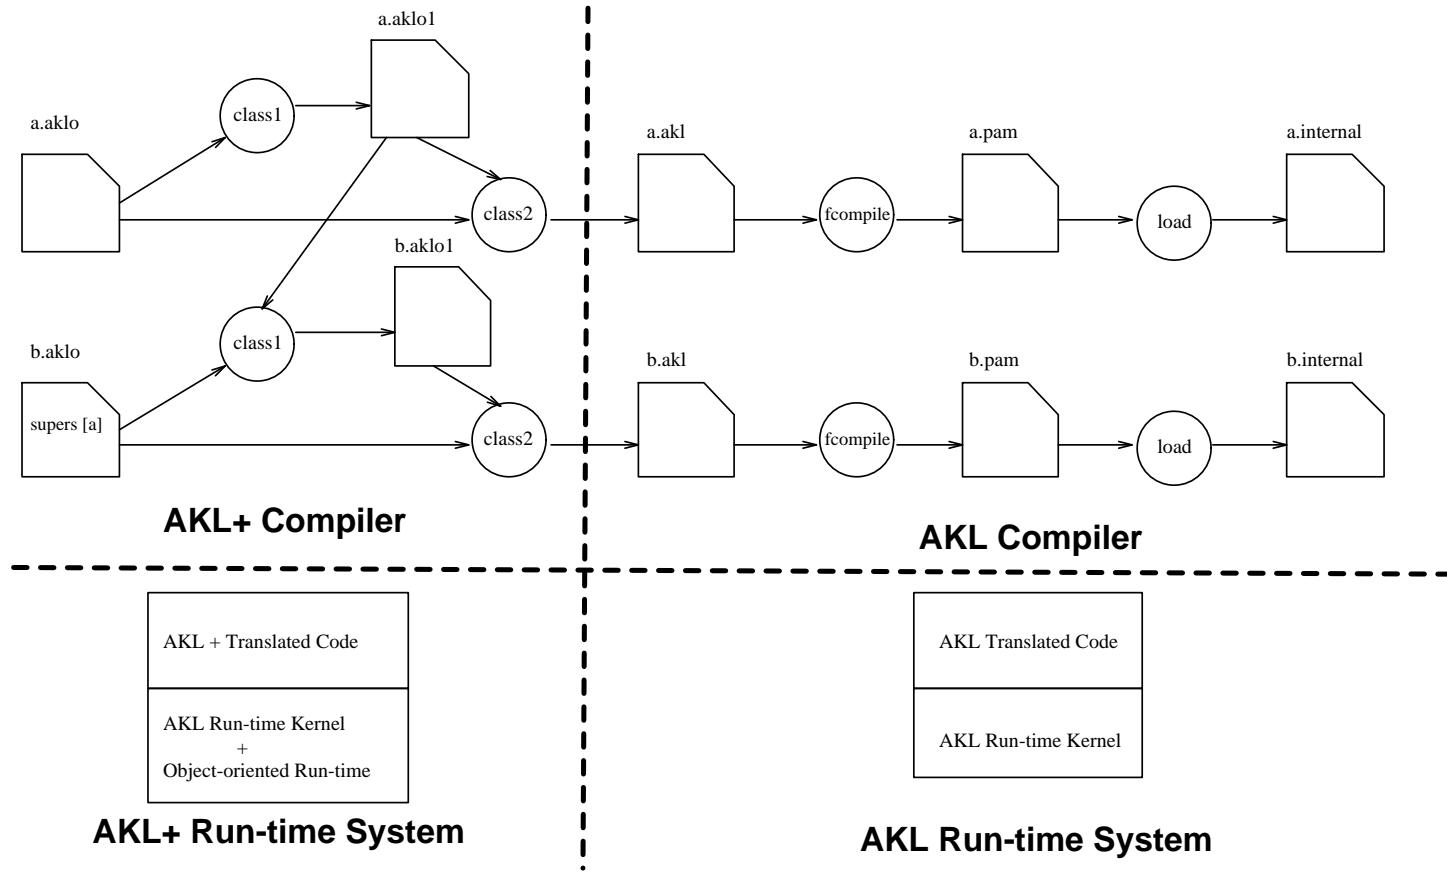 a.aklo1
class1
a.aklo
a.akl
a.pam
a.internal
class2
fcompile
load
b.aklo1
class1
b.aklo
b.akl
b.pam
b.internal
supers [a]
class2
fcompile
load
AKL+ Compiler
AKL Compiler
AKL + Translated Code
AKL Run-time Kernel
+
Object-oriented Run-time
AKL+ Run-time System
AKL Translated Code
AKL Run-time Kernel
AKL Run-time System